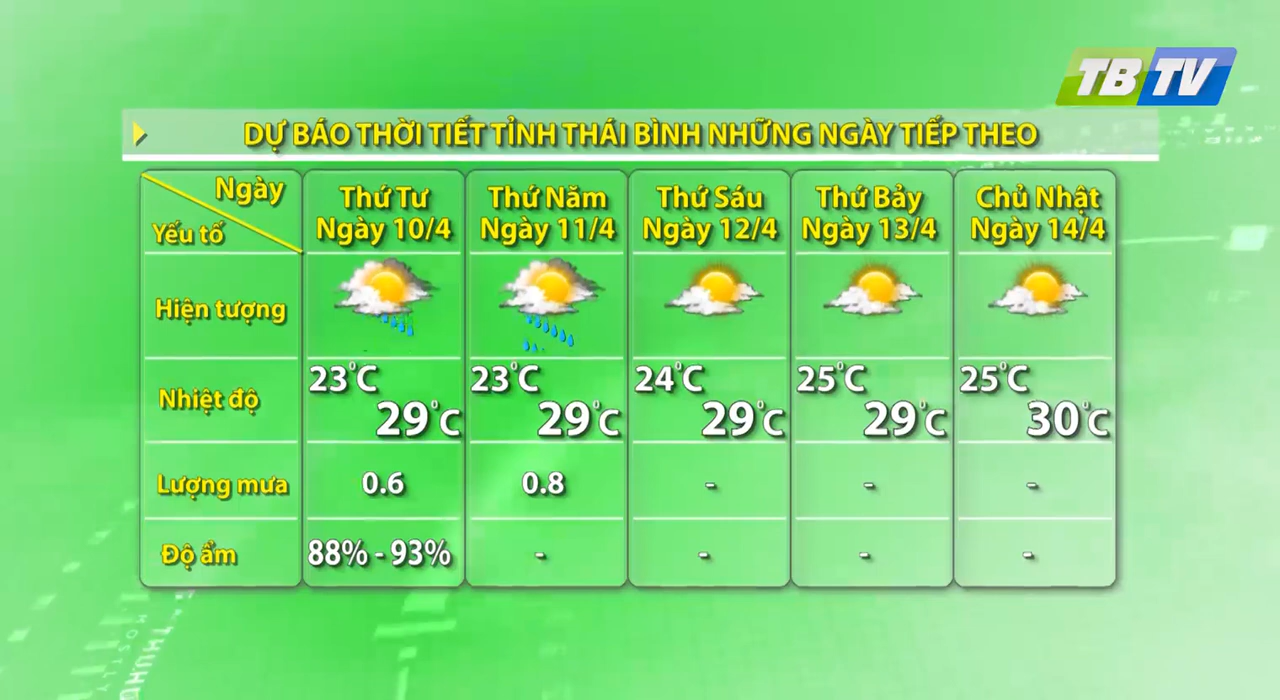 TBTV
DỰ BÁO THỜI TIẾT TỈNH THÁI BÌNH NHỮNG NGÀY TIẾP THEO
Ngày
Yếu tố
Thứ Tư
Ngày 10/4
Thứ Năm
Ngày 11/4
Thứ Sáu
Ngày 12/4
Thứ Bảy
Ngày 13/4
Chủ Nhật
Ngày 14/4
Hiện tượng
Nhiệt độ
23°C
29°C
23°C
29°C
24°C
29°C
25°C
29°C
25°C
30°C
Lượng mưa
0.6
0.8
-
-
-
Độ ẩm
88% - 93%
-
-
-
-